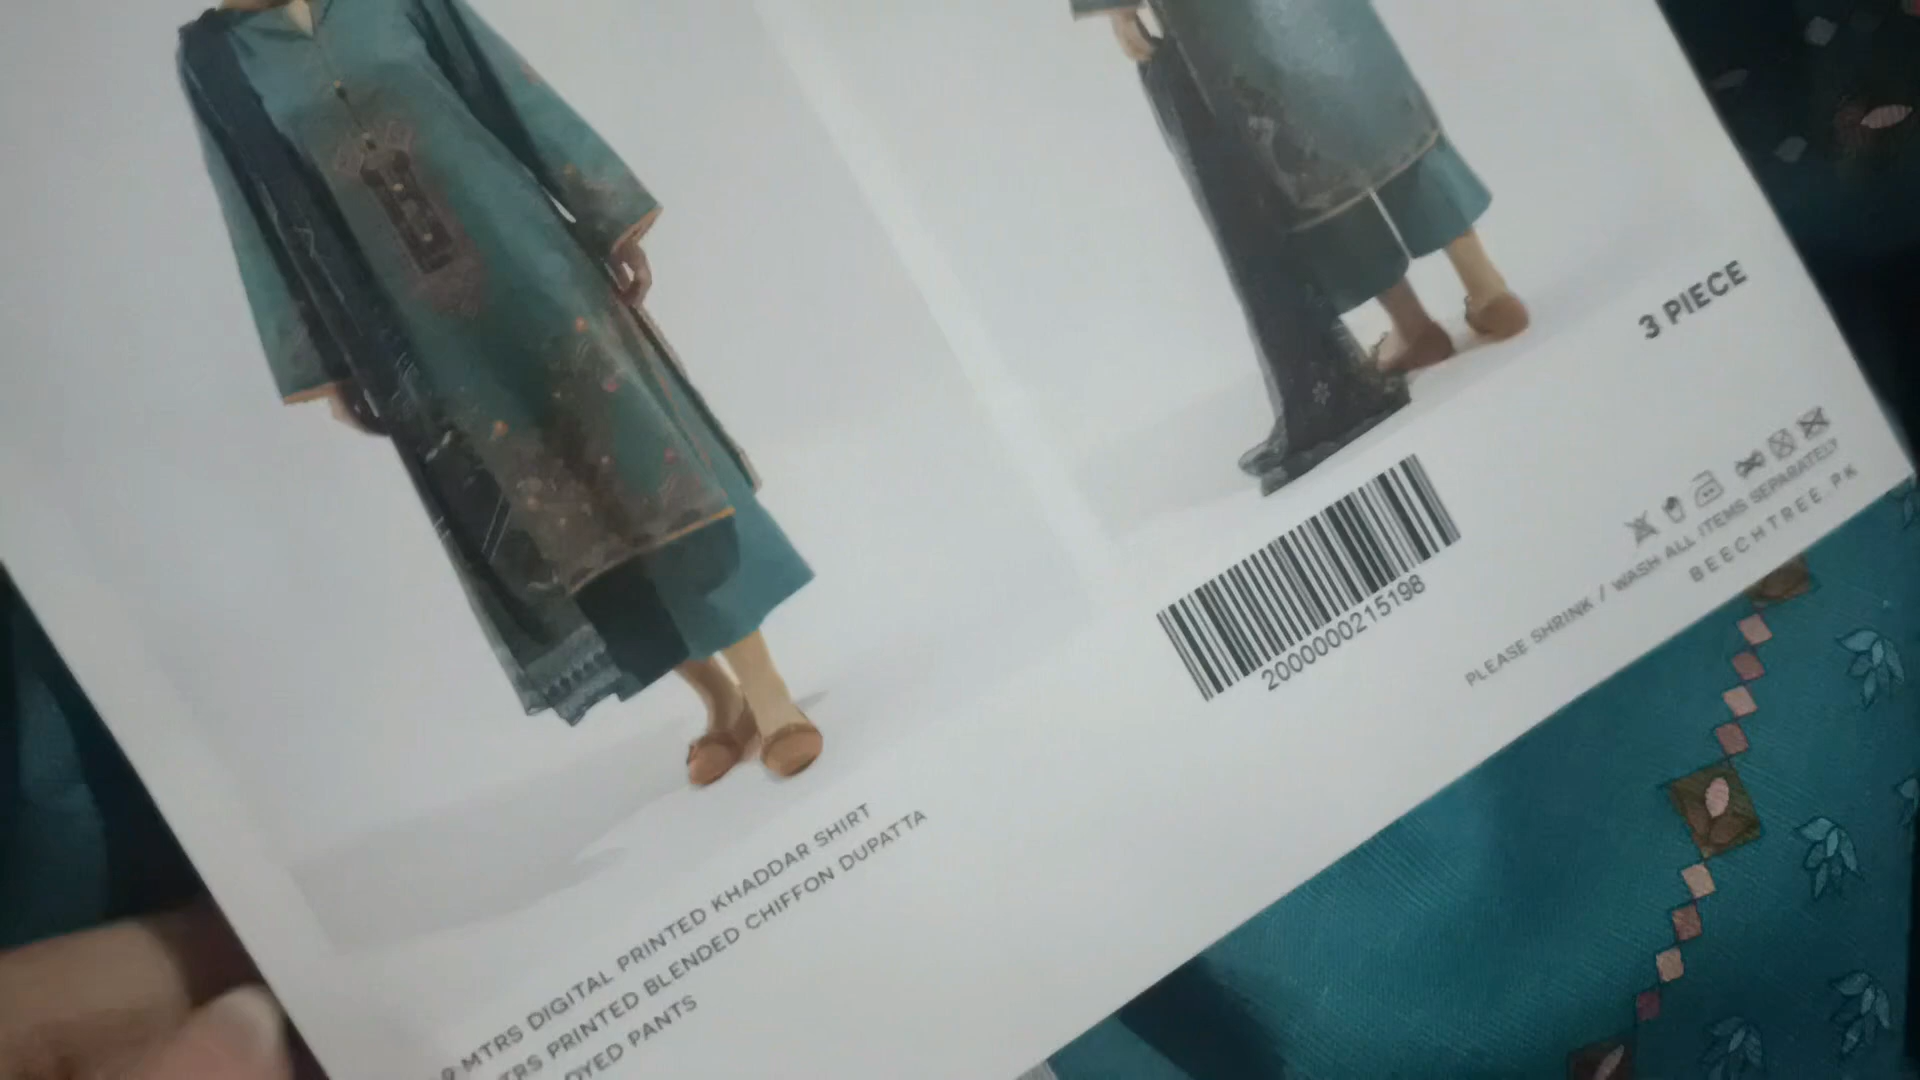 3 PIECE
PLEASE SHRINK / WASH ALL ITEMS SEPARATELY
BEECHTREE.PK
2000000215198
MTRS DIGITAL PRINTED KHADDAR SHIRT
PRINTED BLENDED CHIFFON DUPATTA
DYED PANTS